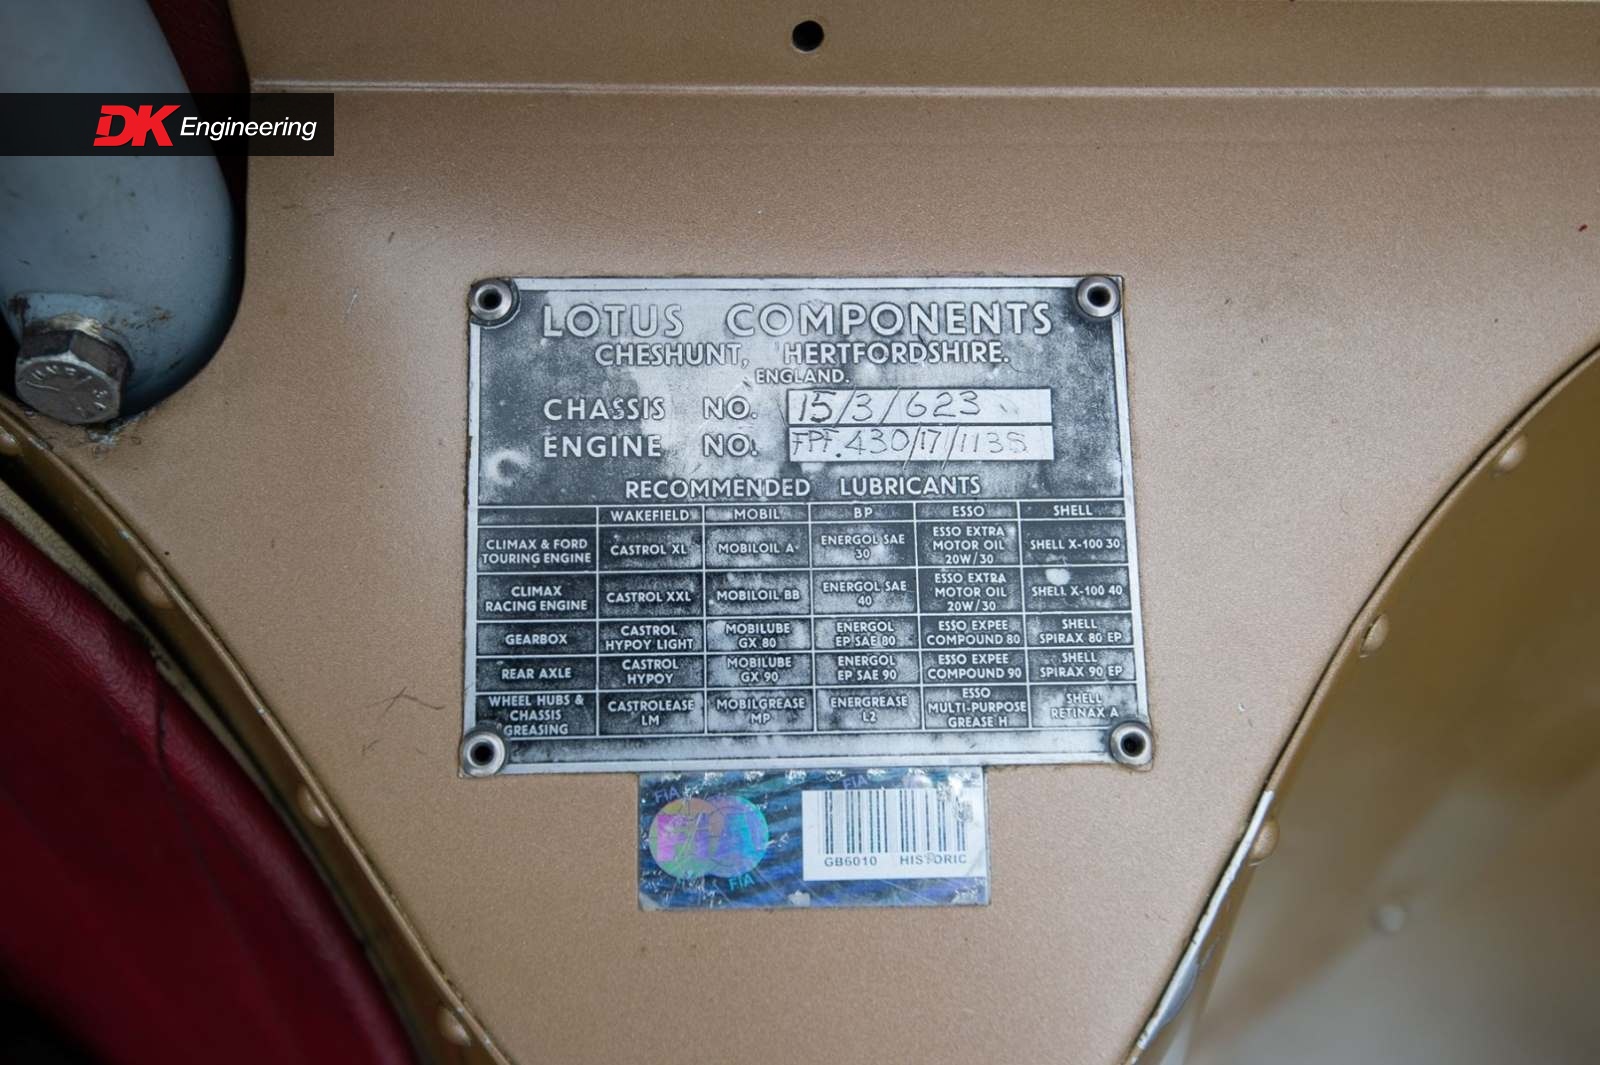 DK Engineering
LOTUS COMPONENTS
CHESHUNT, HERTFORDSHIRE.
ENGLAND.
CHASSIS NO. 15/3/623
ENGINE NO. FPF.430/17/1138
RECOMMENDED LUBRICANTS
WAKEFIELD MOBIL BP ESSO SHELL
CLIMAX & FORD TOURING ENGINE CASTROL XL MOBILOIL A ENERGOL SAE 30 ESSO EXTRA MOTOR OIL 20W/30 SHELL X-100 30
CLIMAX RACING ENGINE CASTROL XXL MOBILOIL BB ENERGOL SAE 40 ESSO EXTRA MOTOR OIL 20W/30 SHELL X-100 40
GEARBOX CASTROL HYPOY LIGHT MOBILUBE GX 80 ENERGOL EP SAE 80 ESSO EXPEE COMPOUND 80 SHELL SPIRAX 80 EP
REAR AXLE CASTROL HYPOY MOBILUBE GX 90 ENERGOL EP SAE 90 ESSO EXPEE COMPOUND 90 SHELL SPIRAX 90 EP
WHEEL HUBS & CHASSIS GREASING CASTROLEASE LM MOBILGREASE MP ENERGREASE L2 ESSO MULTI-PURPOSE GREASE H SHELL RETINAX A
FIA FIA
FIA
FIA
GB6010 HISTORIC